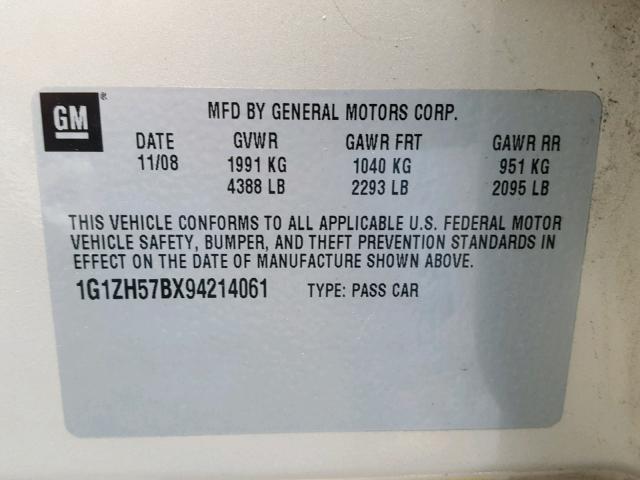 GM ® MFD BY GENERAL MOTORS CORP.
DATE GVWR GAWR FRT GAWR RR
11/08 1991 KG 1040 KG 951 KG
4388 LB 2293 LB 2095 LB
THIS VEHICLE CONFORMS TO ALL APPLICABLE U.S. FEDERAL MOTOR
VEHICLE SAFETY, BUMPER, AND THEFT PREVENTION STANDARDS IN
EFFECT ON THE DATE OF MANUFACTURE SHOWN ABOVE.
1G1ZH57BX94214061 TYPE: PASS CAR